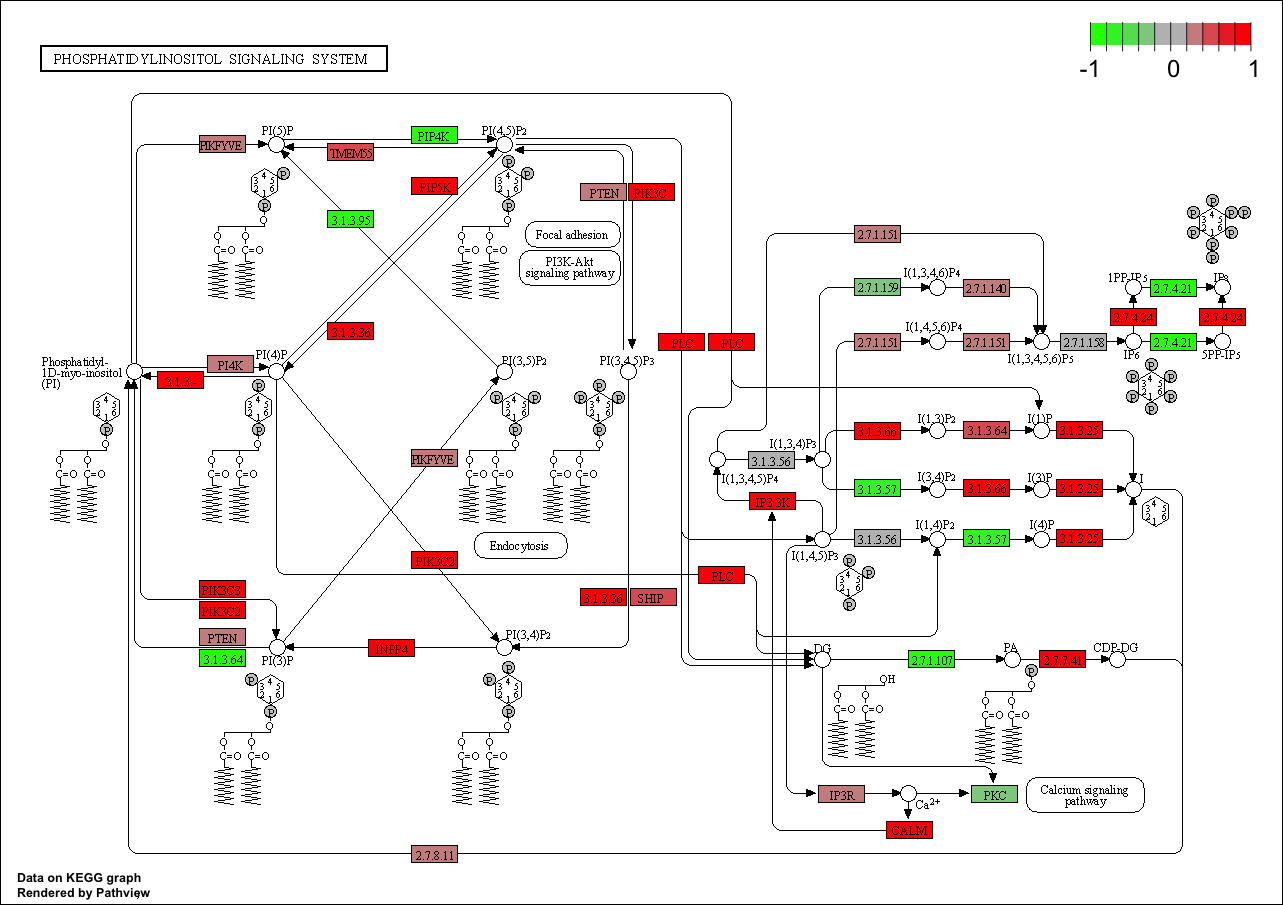 PHOSPHATIDYLINOSITOL SIGNALING SYSTEM
-1 0 1
PI(5)P
PI(4,5)P2
PIKFYVE
TMEM55
PIP4K
PIP5K
PTEN
PIK3C
3.1.3.95
Focal adhesion
PI3K-Akt
signaling pathway
3.1.3.36
Phosphatidyl-
1D-myo-inositol
(PI)
PI4K
3.1.3.-
PI(4)P
PI(3,5)P2
PI(3,4,5)P3
PLC
PLC
PIKFYVE
Endocytosis
PIK3C2
PLC
PIK3C3
PIK3C2
PTEN
3.1.3.64
PI(3)P
INPP4
PI(3,4)P2
3.1.3.36
SHIP
2.7.1.151
I(1,3,4,6)P4
2.7.1.159
2.7.1.140
I(1,4,5,6)P4
2.7.1.151
2.7.1.151
I(1,3,4,5,6)P5
2.7.1.158
1PP-IP5
2.7.4.21
IP8
2.7.4.24
2.7.4.24
IP6
2.7.4.21
5PP-IP5
I(1,3)P2
I(1)P
3.1.3.66
3.1.3.64
3.1.3.25
I(1,3,4)P3
3.1.3.56
I(1,3,4,5)P4
I(3,4)P2
I(3)P
I
3.1.3.57
3.1.3.66
3.1.3.25
IP3 3K
I(1,4)P2
I(4)P
3.1.3.56
3.1.3.57
3.1.3.25
I(1,4,5)P3
DG
2.7.1.107
PA
2.7.7.41
CDP-DG
OH
IP3R
Ca2+
PKC
Calcium signaling
pathway
CALM
2.7.8.11
Data on KEGG graph
Rendered by Pathview